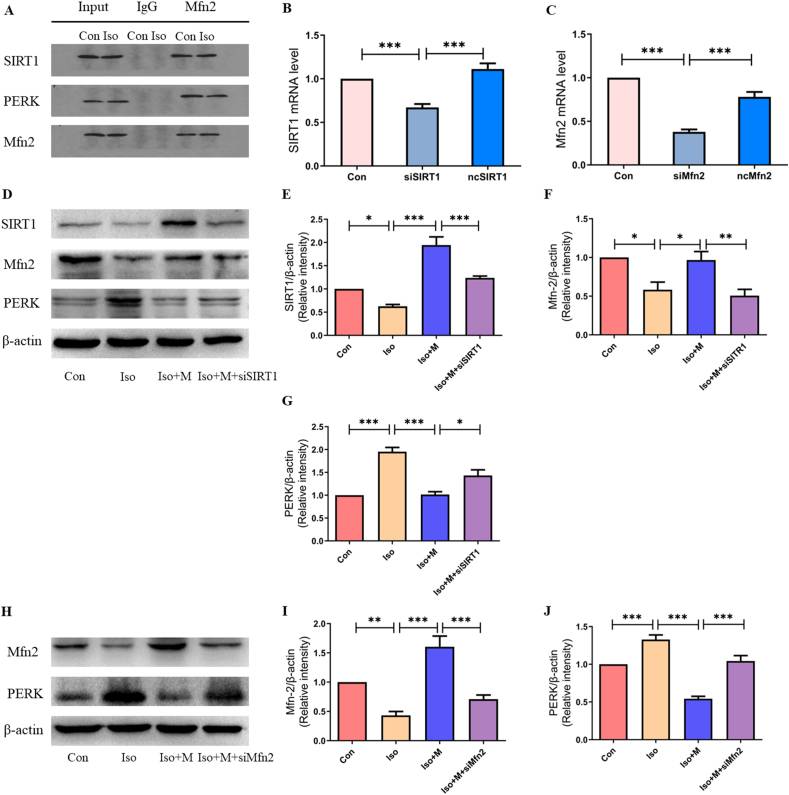 A
Input IgG Mfn2
Con Iso Con Iso Con Iso
SIRT1
PERK
Mfn2
B
SIRT1 mRNA level
1.5
1.0
0.5
0.0
***
***
Con siSIRT1 ncSIRT1
C
Mfn2 mRNA level
1.5
1.0
0.5
0.0
***
***
Con siMfn2 ncMfn2
D
SIRT1
Mfn2
PERK
β-actin
Con Iso Iso+M Iso+M+siSIRT1
E
SIRT1/β-actin
(Relative intensity)
2.5
2.0
1.5
1.0
0.5
0.0
*
***
***
Con Iso Iso+M Iso+M+siSIRT1
F
Mfn-2/β-actin
(Relative intensity)
1.5
1.0
0.5
0.0
*
*
**
Con Iso Iso+M Iso+M+siSITR1
G
PERK/β-actin
(Relative intensity)
2.5
2.0
1.5
1.0
0.5
0.0
***
***
*
Con Iso Iso+M Iso+M+siSIRT1
H
Mfn2
PERK
β-actin
Con Iso Iso+M Iso+M+siMfn2
I
Mfn-2/β-actin
(Relative intensity)
2.0
1.5
1.0
0.5
0.0
**
***
***
Con Iso Iso+M Iso+M+siMfn2
J
PERK/β-actin
(Relative intensity)
1.5
1.0
0.5
0.0
***
***
***
Con Iso Iso+M Iso+M+siMfn2